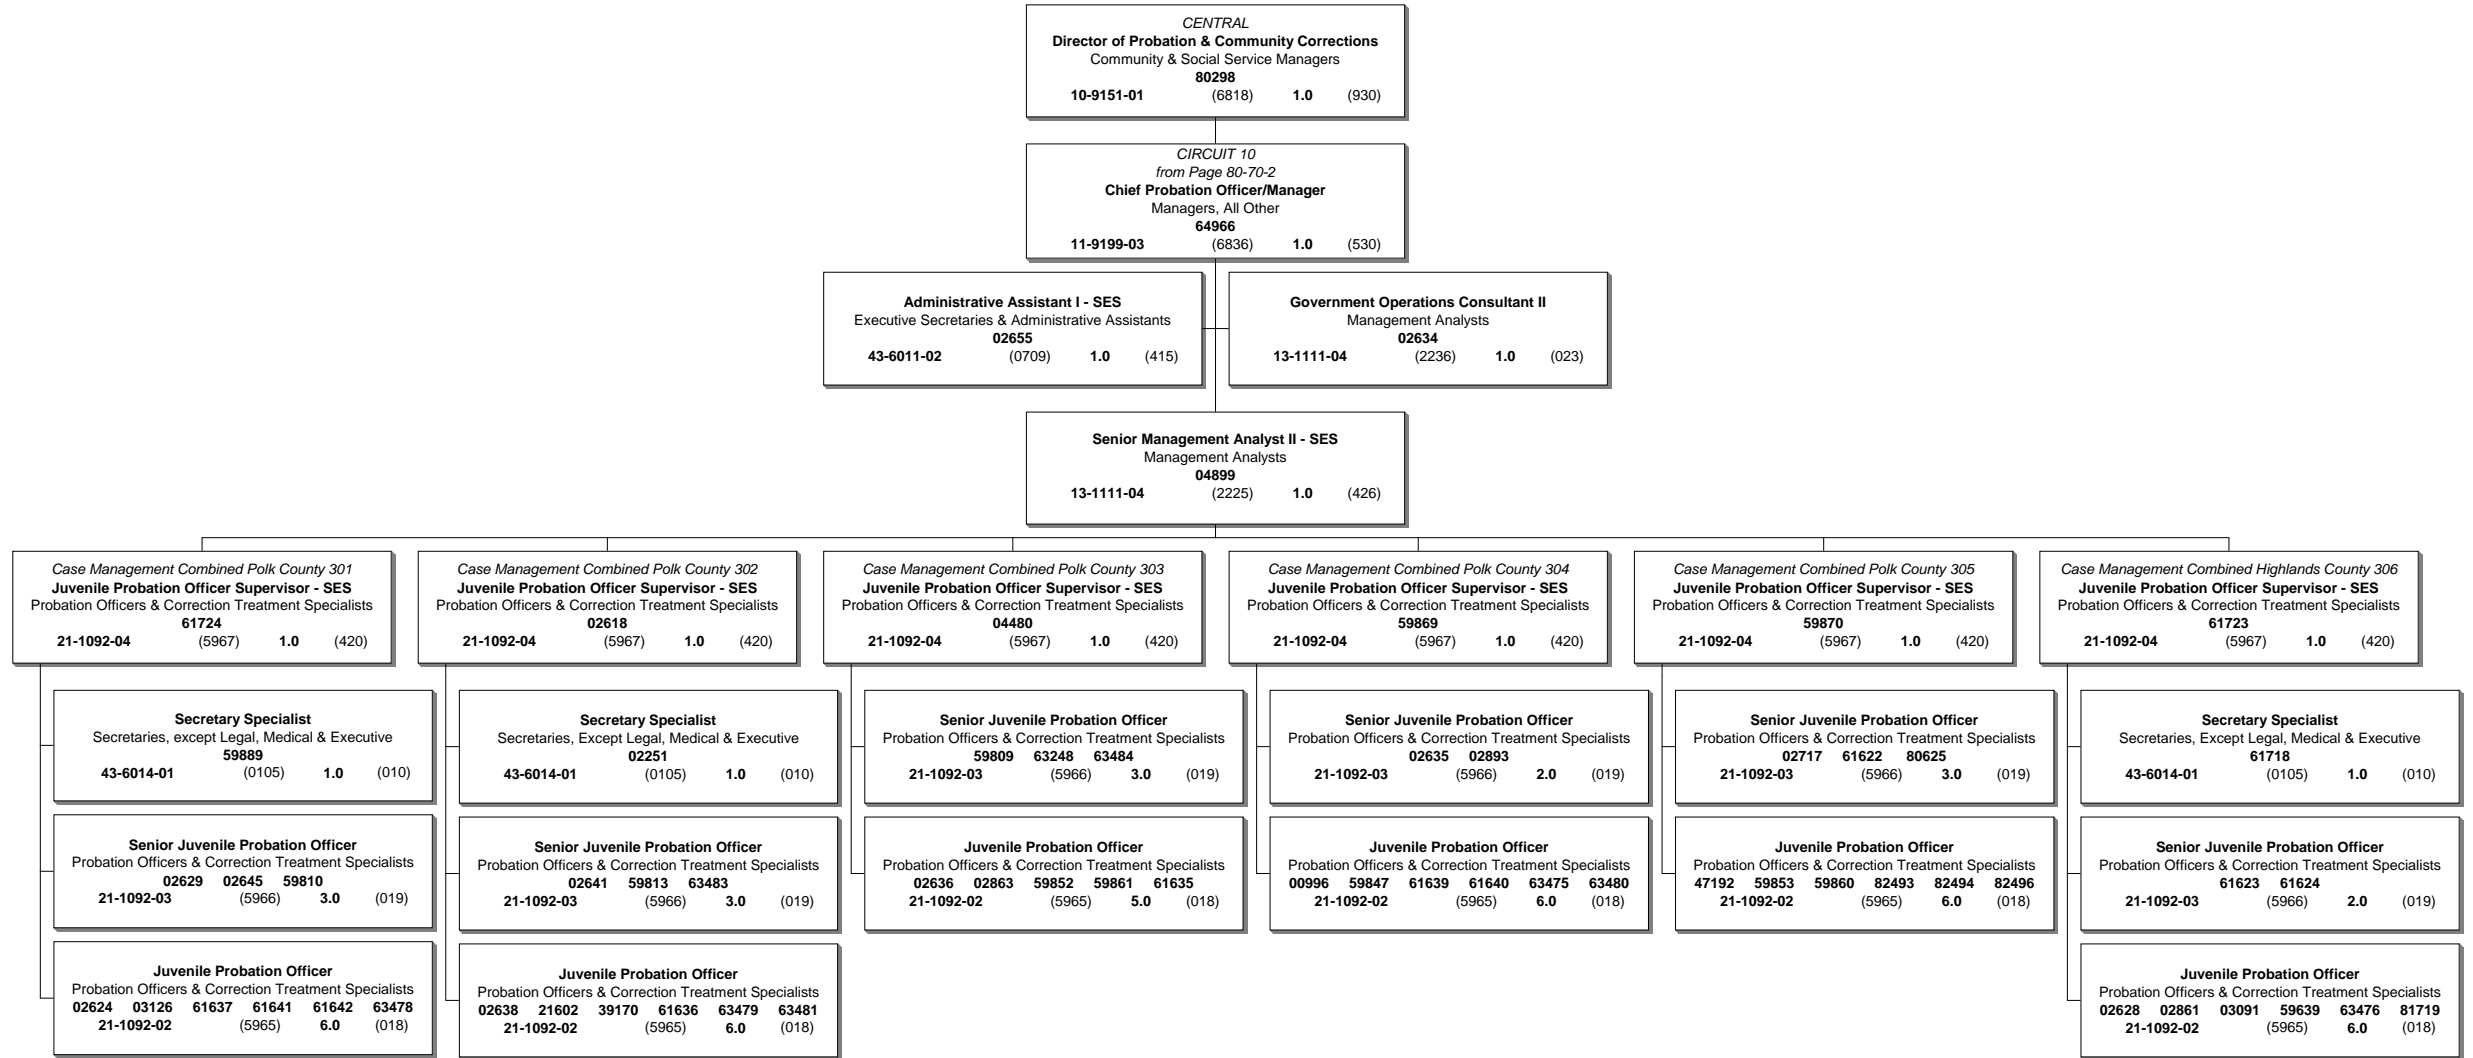 CENTRAL
Director of Probation & Community Corrections
Community & Social Service Managers
80298
10-9151-01 (6818) 1.0 (930)
CIRCUIT 10
from Page 80-70-2
Chief Probation Officer/Manager
Managers, All Other
64966
11-9199-03 (6836) 1.0 (530)
Administrative Assistant I - SES
Executive Secretaries & Administrative Assistants
02655
43-6011-02 (0709) 1.0 (415)
Government Operations Consultant II
Management Analysts
02634
13-1111-04 (2236) 1.0 (023)
Senior Management Analyst II - SES
Management Analysts
04899
13-1111-04 (2225) 1.0 (426)
Case Management Combined Polk County 301
Juvenile Probation Officer Supervisor - SES
Probation Officers & Correction Treatment Specialists
61724
21-1092-04 (5967) 1.0 (420)
Secretary Specialist
Secretaries, except Legal, Medical & Executive
59889
43-6014-01 (0105) 1.0 (010)
Senior Juvenile Probation Officer
Probation Officers & Correction Treatment Specialists
02629 02645 59810
21-1092-03 (5966) 3.0 (019)
Juvenile Probation Officer
Probation Officers & Correction Treatment Specialists
02624 03126 61637 61641 61642 63478
21-1092-02 (5965) 6.0 (018)
Case Management Combined Polk County 302
Juvenile Probation Officer Supervisor - SES
Probation Officers & Correction Treatment Specialists
02618
21-1092-04 (5967) 1.0 (420)
Secretary Specialist
Secretaries, Except Legal, Medical & Executive
02251
43-6014-01 (0105) 1.0 (010)
Senior Juvenile Probation Officer
Probation Officers & Correction Treatment Specialists
02641 59813 63483
21-1092-03 (5966) 3.0 (019)
Juvenile Probation Officer
Probation Officers & Correction Treatment Specialists
02638 21602 39170 61636 63479 63481
21-1092-02 (5965) 6.0 (018)
Case Management Combined Polk County 303
Juvenile Probation Officer Supervisor - SES
Probation Officers & Correction Treatment Specialists
04480
21-1092-04 (5967) 1.0 (420)
Senior Juvenile Probation Officer
Probation Officers & Correction Treatment Specialists
59809 63248 63484
21-1092-03 (5966) 3.0 (019)
Juvenile Probation Officer
Probation Officers & Correction Treatment Specialists
02636 02863 59852 59861 61635
21-1092-02 (5965) 5.0 (018)
Case Management Combined Polk County 304
Juvenile Probation Officer Supervisor - SES
Probation Officers & Correction Treatment Specialists
59869
21-1092-04 (5967) 1.0 (420)
Senior Juvenile Probation Officer
Probation Officers & Correction Treatment Specialists
02635 02893
21-1092-03 (5966) 2.0 (019)
Juvenile Probation Officer
Probation Officers & Correction Treatment Specialists
00996 59847 61639 61640 63475 63480
21-1092-02 (5965) 6.0 (018)
Case Management Combined Polk County 305
Juvenile Probation Officer Supervisor - SES
Probation Officers & Correction Treatment Specialists
59870
21-1092-04 (5967) 1.0 (420)
Senior Juvenile Probation Officer
Probation Officers & Correction Treatment Specialists
02717 61622 80625
21-1092-03 (5966) 3.0 (019)
Juvenile Probation Officer
Probation Officers & Correction Treatment Specialists
47192 59853 59860 82493 82494 82496
21-1092-02 (5965) 6.0 (018)
Case Management Combined Highlands County 306
Juvenile Probation Officer Supervisor - SES
Probation Officers & Correction Treatment Specialists
61723
21-1092-04 (5967) 1.0 (420)
Secretary Specialist
Secretaries, Except Legal, Medical & Executive
61718
43-6014-01 (0105) 1.0 (010)
Senior Juvenile Probation Officer
Probation Officers & Correction Treatment Specialists
61623 61624
21-1092-03 (5966) 2.0 (019)
Juvenile Probation Officer
Probation Officers & Correction Treatment Specialists
02628 02861 03091 59639 63476 81719
21-1092-02 (5965) 6.0 (018)